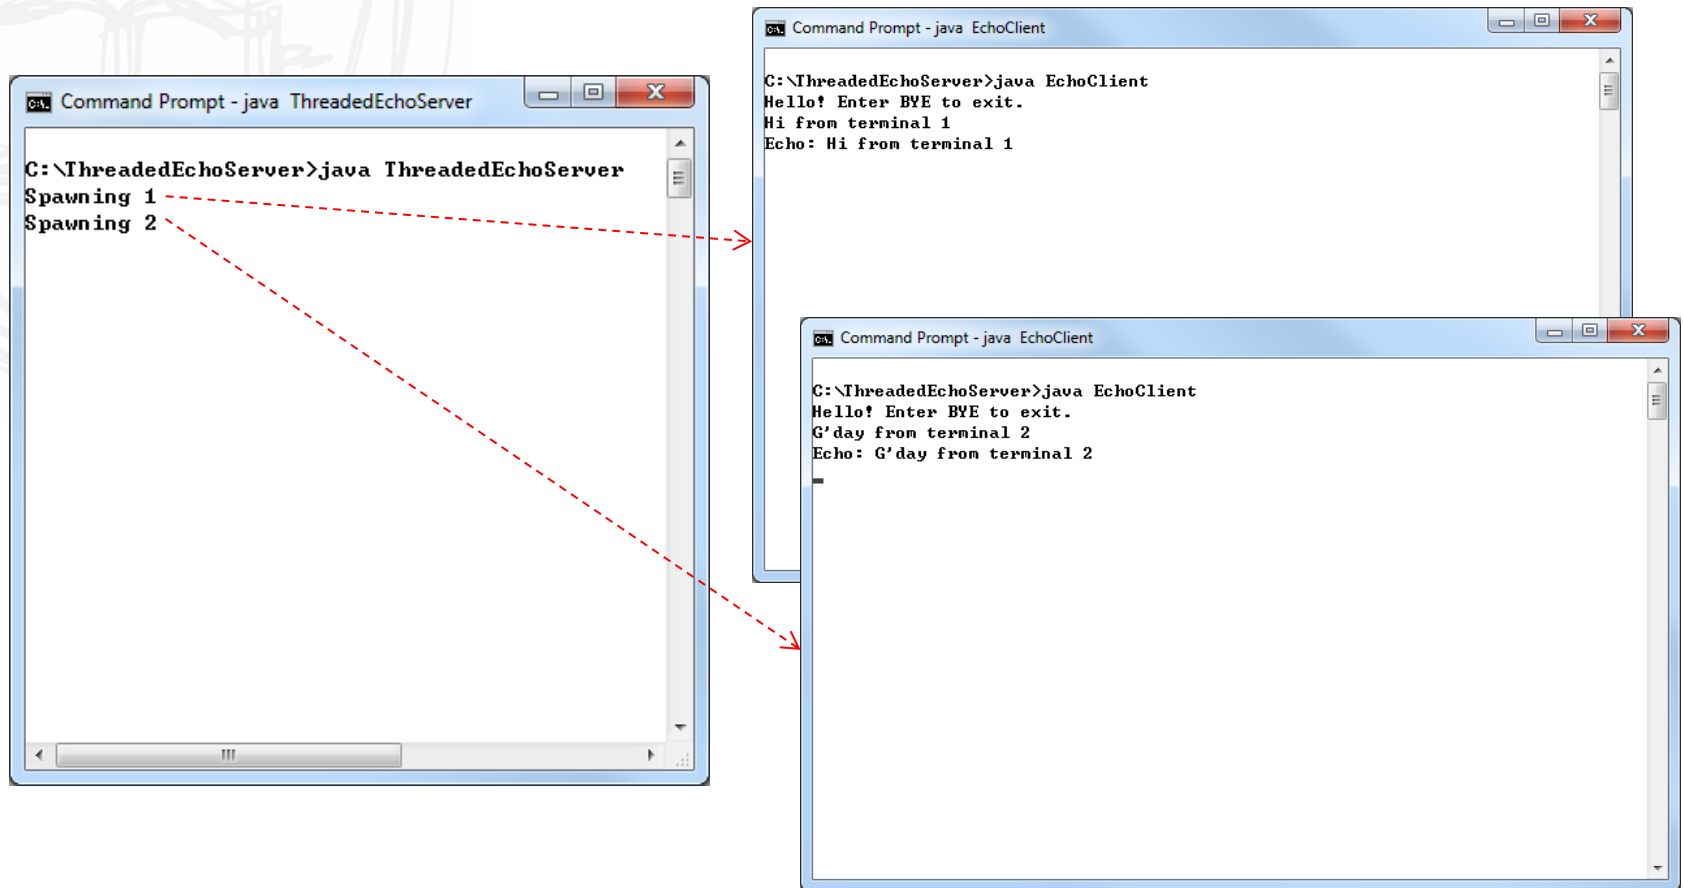 Command Prompt - java  ThreadedEchoServer
C:\ThreadedEchoServer>java ThreadedEchoServer
Spawning 1
Spawning 2
Command Prompt - java  EchoClient
C:\ThreadedEchoServer>java EchoClient
Hello! Enter BYE to exit.
Hi from terminal 1
Echo: Hi from terminal 1
Command Prompt - java  EchoClient
C:\ThreadedEchoServer>java EchoClient
Hello! Enter BYE to exit.
G'day from terminal 2
Echo: G'day from terminal 2